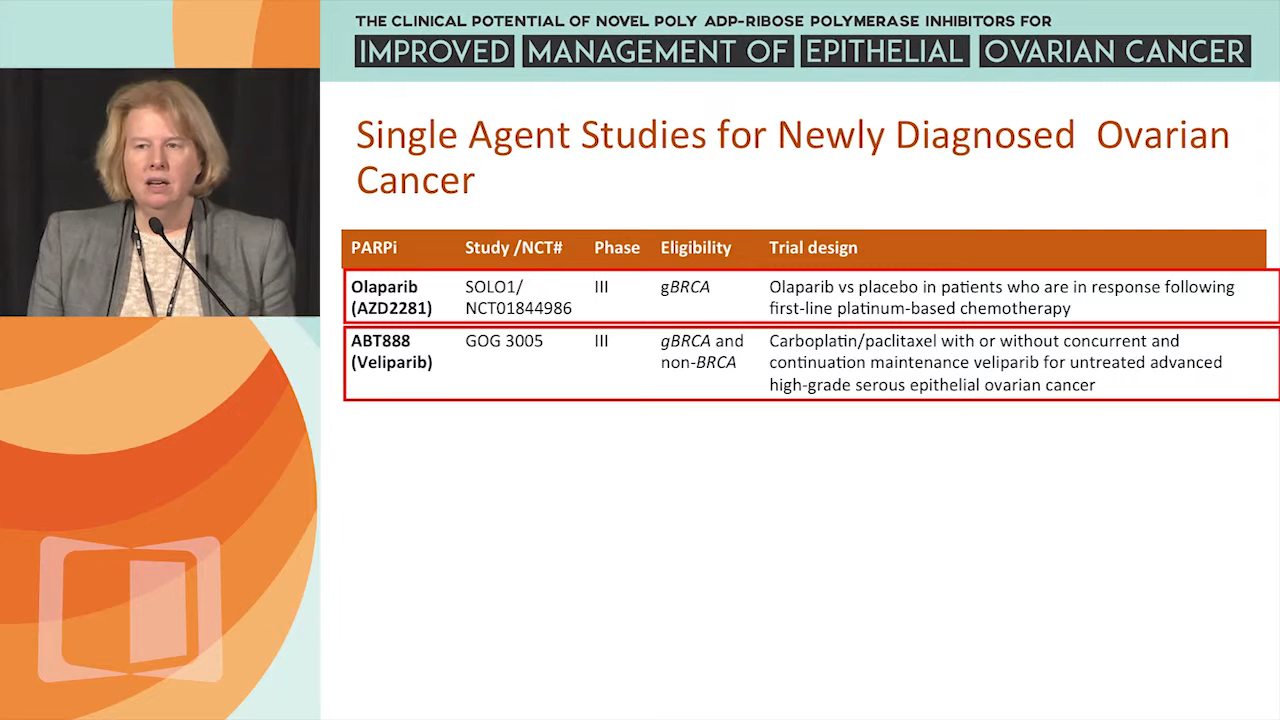 THE CLINICAL POTENTIAL OF NOVEL POLY ADP-RIBOSE POLYMERASE INHIBITORS FOR
IMPROVED MANAGEMENT OF EPITHELIAL OVARIAN CANCER
Single Agent Studies for Newly Diagnosed Ovarian
Cancer
PARPi Study /NCT# Phase Eligibility Trial design
Olaparib SOLO1/ III gBRCA Olaparib vs placebo in patients who are in response following
(AZD2281) NCT01844986 first-line platinum-based chemotherapy
ABT888 GOG 3005 III gBRCA and Carboplatin/paclitaxel with or without concurrent and
(Veliparib) non-BRCA continuation maintenance veliparib for untreated advanced
high-grade serous epithelial ovarian cancer